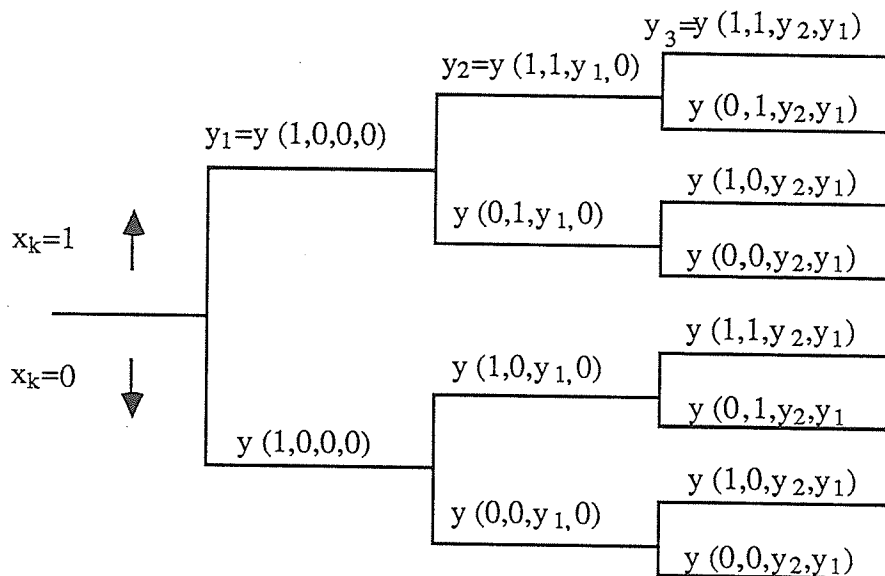 y₃=y (1,1,y₂,y₁)
y₂=y (1,1,y₁,0)
y (0,1,y₂,y₁)
y₁=y (1,0,0,0)
y (1,0,y₂,y₁)
y (0,1,y₁,0)
xₖ=1
y (0,0,y₂,y₁)
y (1,1,y₂,y₁)
xₖ=0
y (1,0,y₁,0)
y (0,1,y₂,y₁
y (1,0,0,0)
y (1,0,y₂,y₁)
y (0,0,y₁,0)
y (0,0,y₂,y₁)